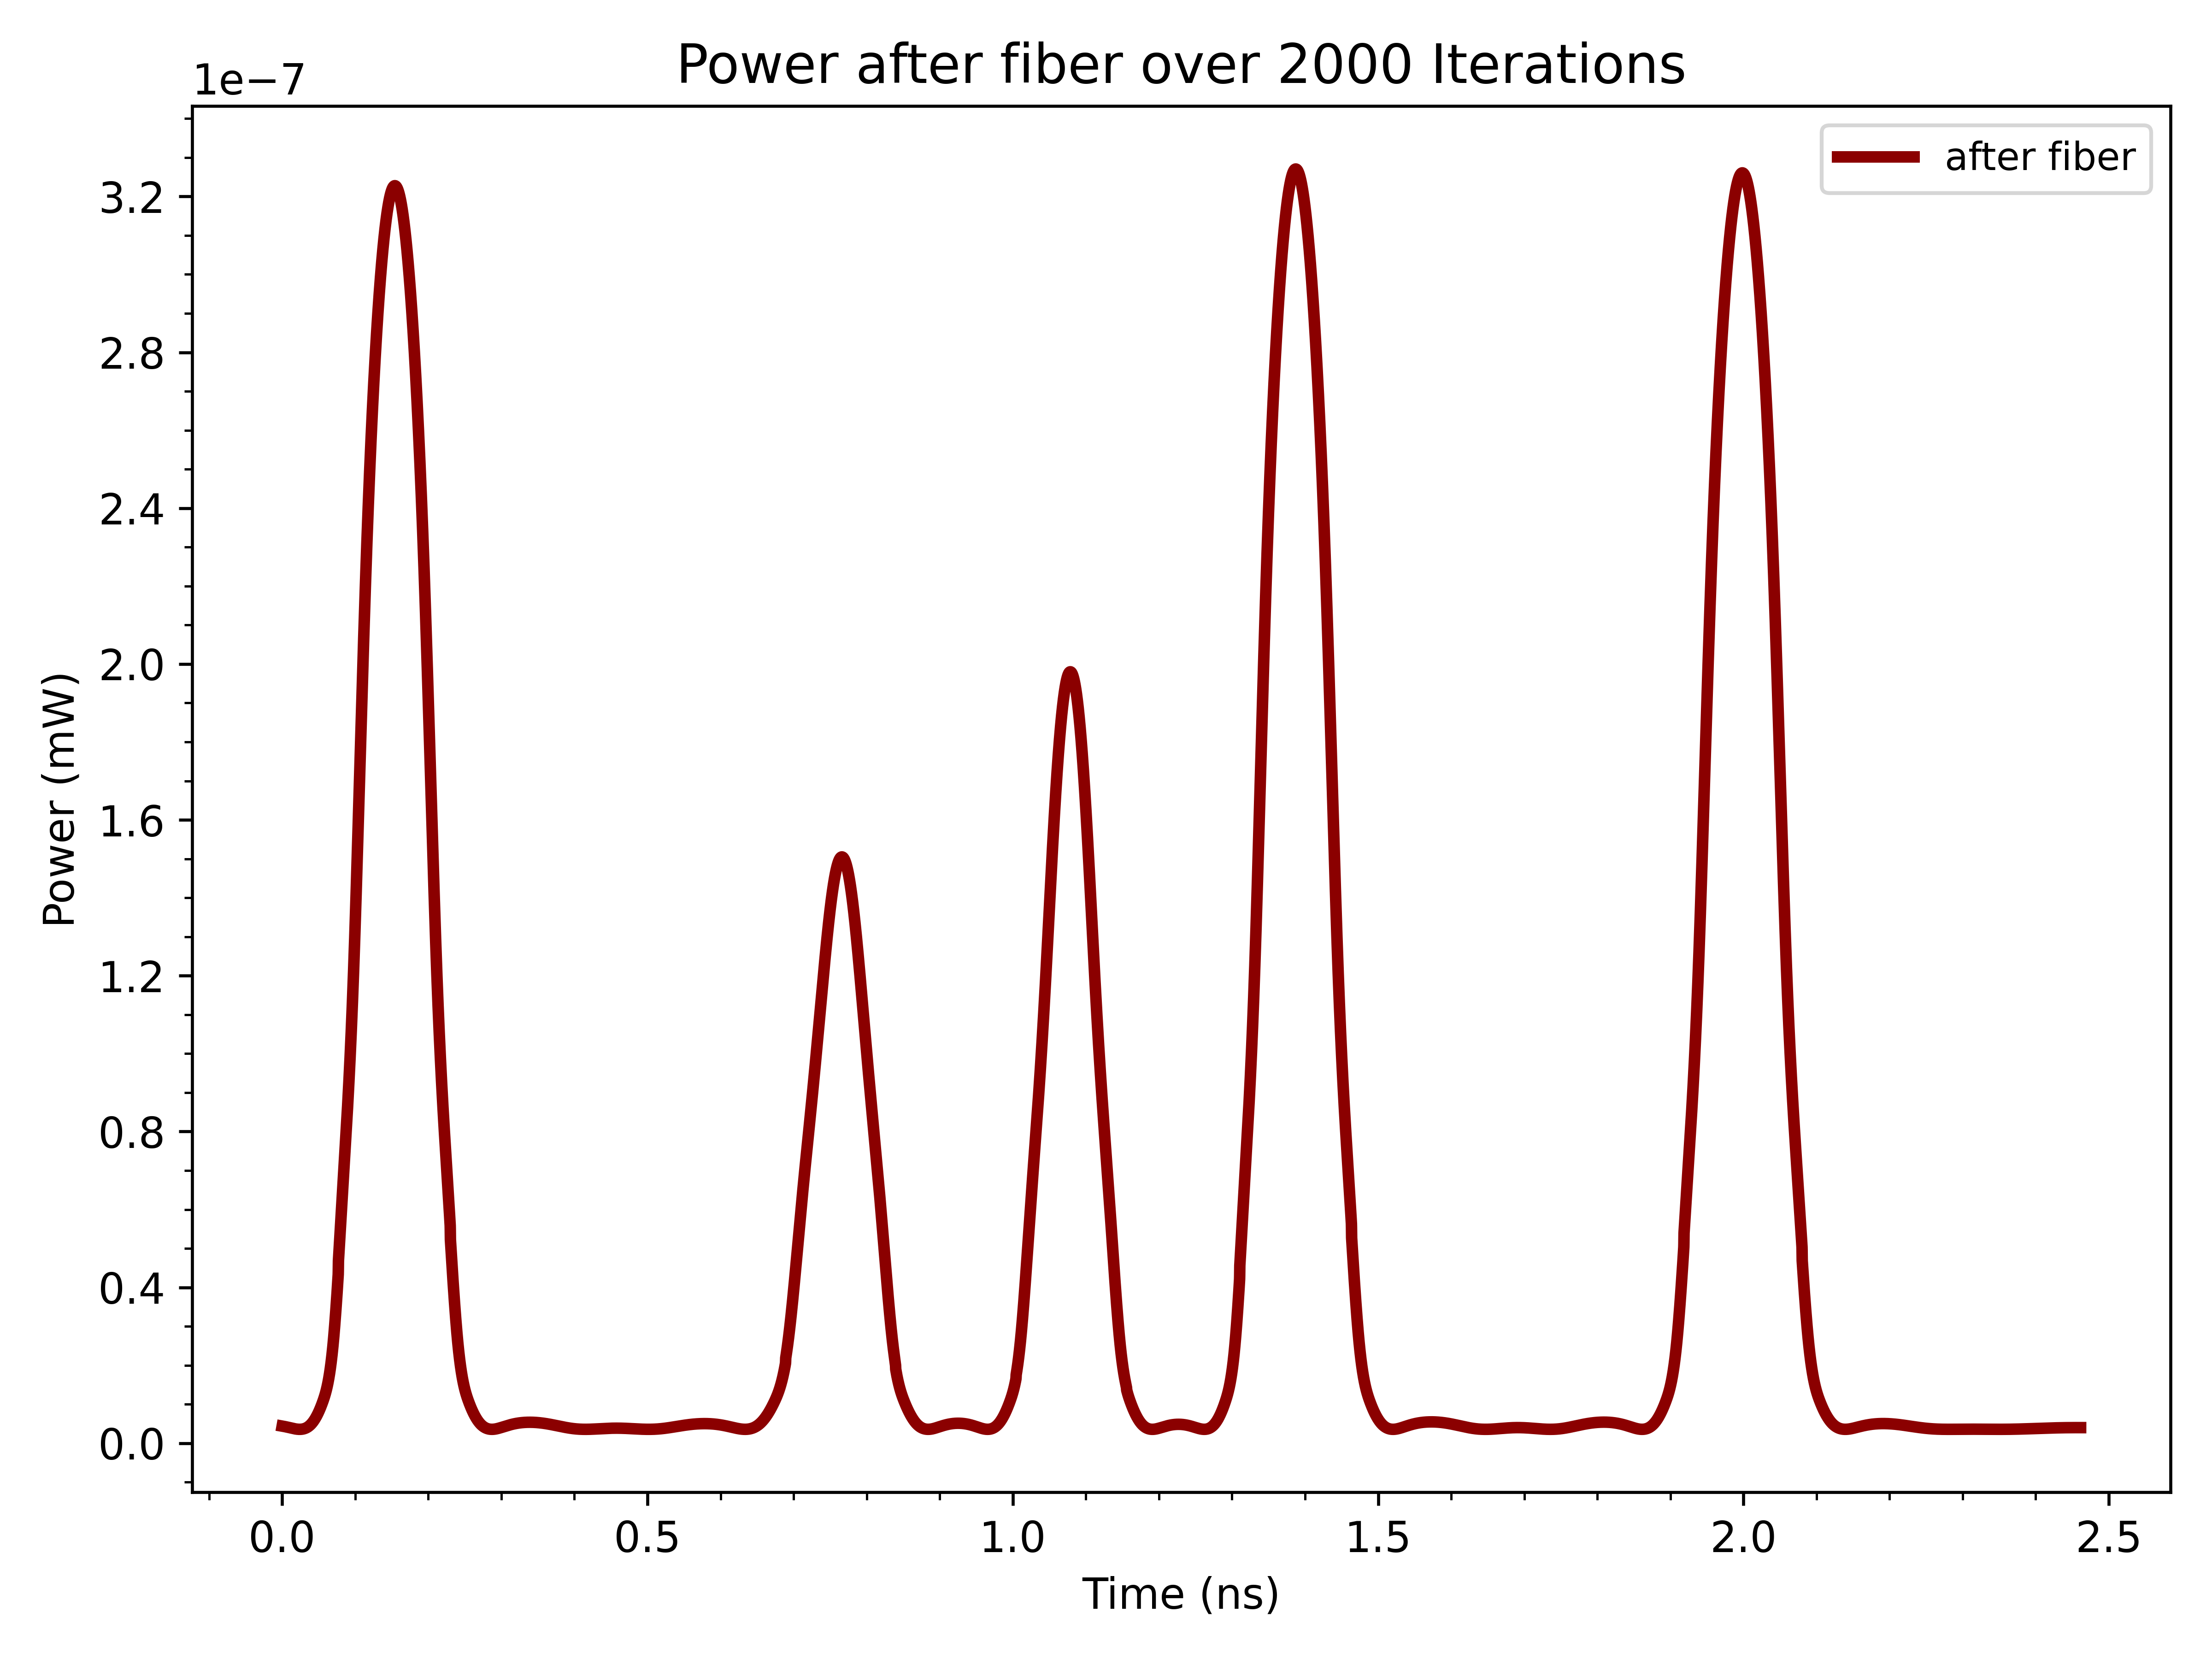 Power after fiber over 2000 Iterations
1e−7
after fiber
3.2
2.8
2.4
2.0
1.6
1.2
0.8
0.4
0.0
Power (mW)
0.0 0.5 1.0 1.5 2.0 2.5
Time (ns)